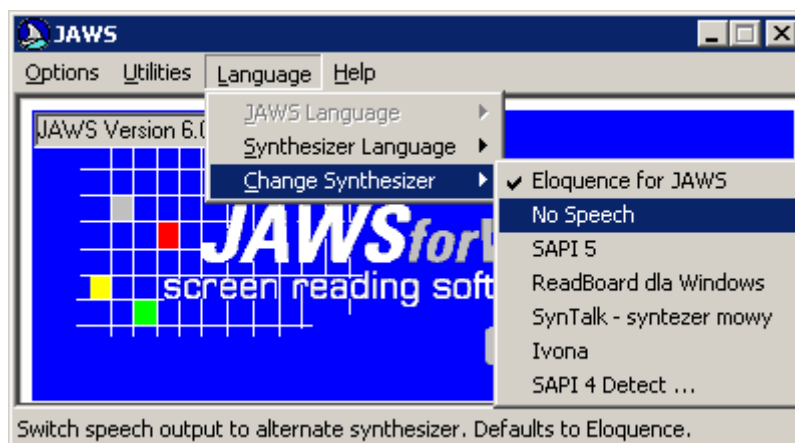 JAWS
Options Utilities Language Help
JAWS Version 6.
JAWS Language
Synthesizer Language
Change Synthesizer
Eloquence for JAWS
No Speech
SAPI 5
ReadBoard dla Windows
SynTalk - syntezer mowy
Ivona
SAPI 4 Detect ...
JAWSfor
screen reading soft
Switch speech output to alternate synthesizer. Defaults to Eloquence.